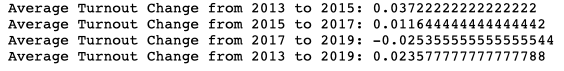 Average Turnout Change from 2013 to 2015: 0.03722222222222222
Average Turnout Change from 2015 to 2017: 0.011644444444444442
Average Turnout Change from 2017 to 2019: -0.025355555555555544
Average Turnout Change from 2013 to 2019: 0.023577777777777788